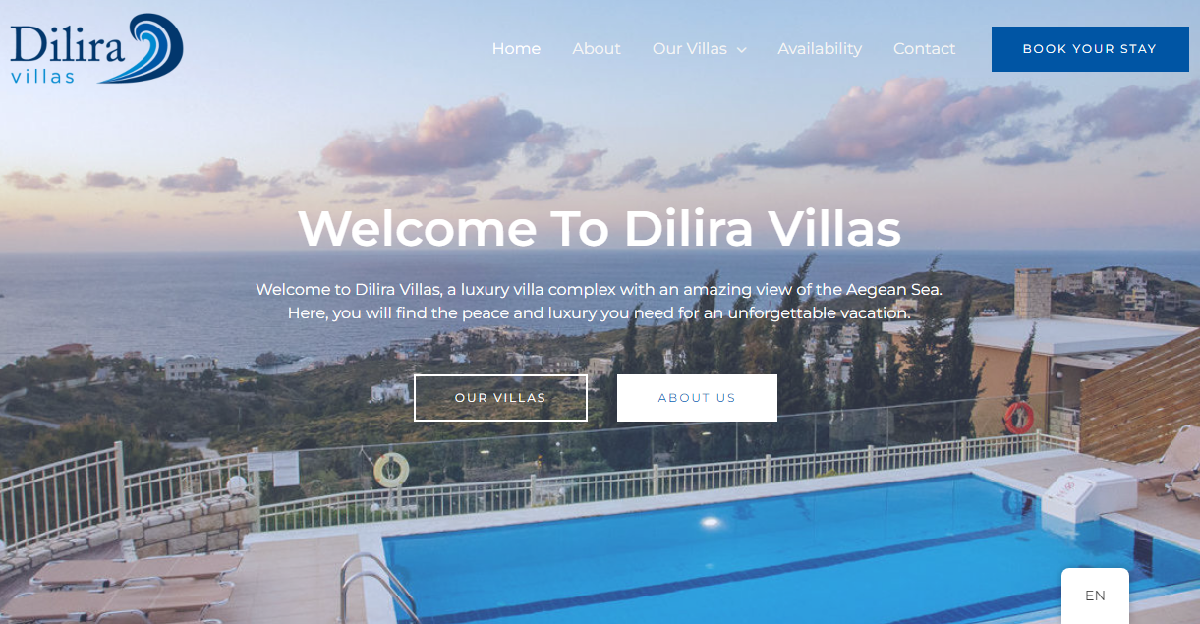 Dilira
villas
Home
About
Our Villas
Availability
Contact
BOOK YOUR STAY
Welcome To Dilira Villas
Welcome to Dilira Villas, a luxury villa complex with an amazing view of the Aegean Sea.
Here, you will find the peace and luxury you need for an unforgettable vacation.
OUR VILLAS
ABOUT US
EN